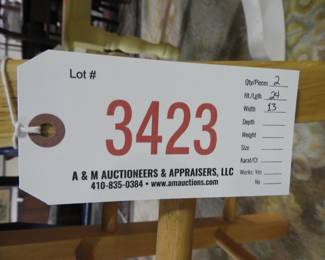 Lot #
3423
A & M AUCTIONEERS & APPRAISERS, LLC
410-835-0384 • www.amauctions.com
Qty/Pieces 2
Ht./Lgth 24
Width 13
Depth
Weight
Size
Karat/Ct
Works: Yes
No